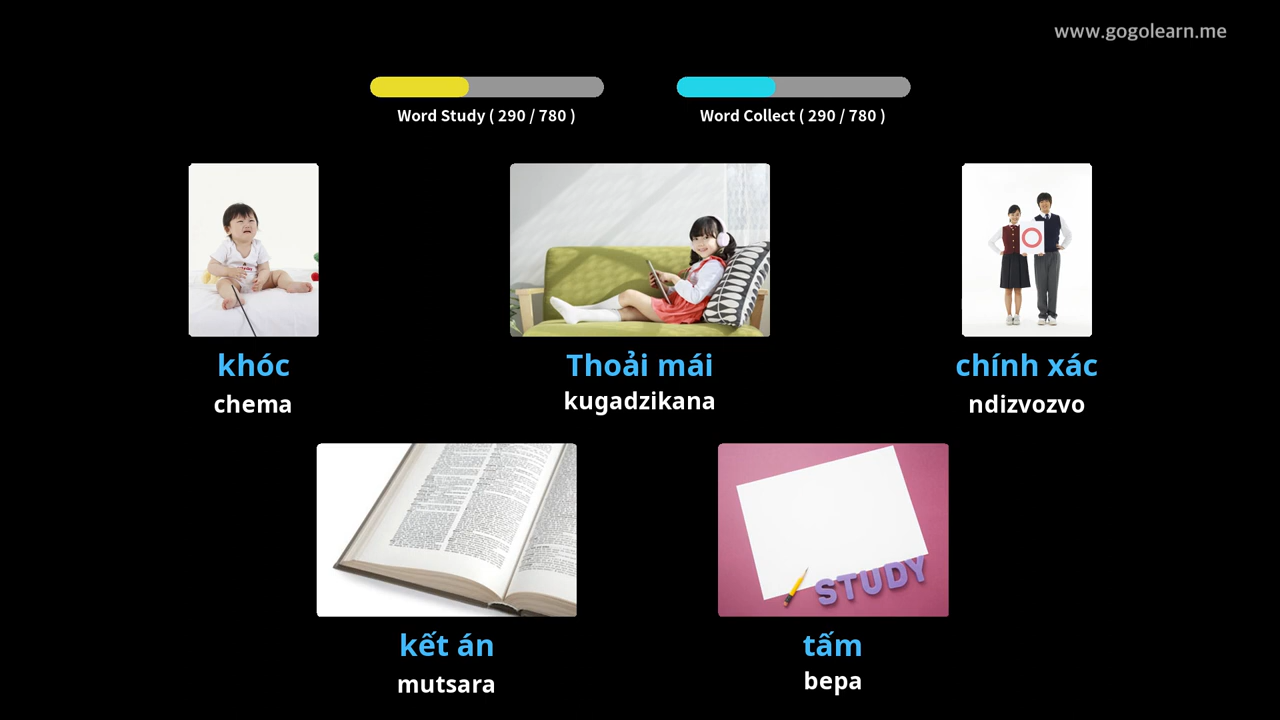 www.gogolearn.me
Word Study ( 290 / 780 )
Word Collect ( 290 / 780 )
khóc
chema
Thoải mái
kugadzikana
chính xác
ndizvozvo
STUDY
kết án
mutsara
tấm
bepa